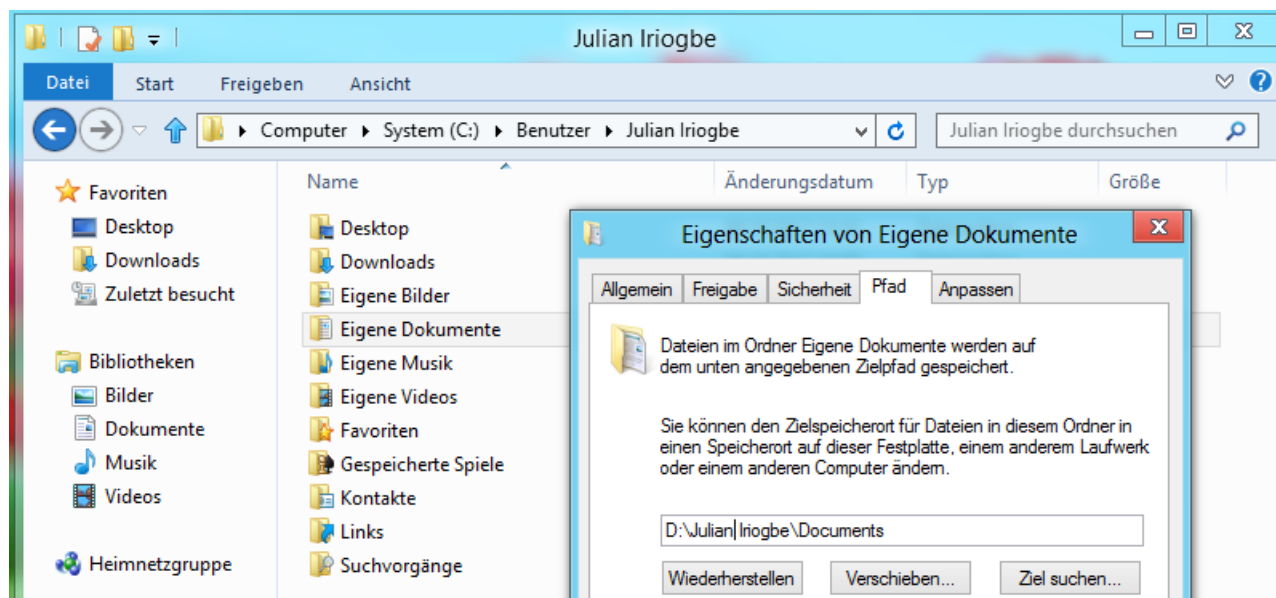 Julian Iriogbe
Datei Start Freigeben Ansicht
Computer System (C:) Benutzer Julian Iriogbe
Julian Iriogbe durchsuchen
Favoriten
Desktop
Downloads
Zuletzt besucht
Bibliotheken
Bilder
Dokumente
Musik
Videos
Heimnetzgruppe
Name Änderungsdatum Typ Größe
Desktop
Downloads
Eigene Bilder
Eigene Dokumente
Eigene Musik
Eigene Videos
Favoriten
Gespeicherte Spiele
Kontakte
Links
Suchvorgänge
Eigenschaften von Eigene Dokumente
Allgemein Freigabe Sicherheit Pfad Anpassen
Dateien im Ordner Eigene Dokumente werden auf
dem unten angegebenen Zielpfad gespeichert.
Sie können den Zielspeicherort für Dateien in diesem Ordner in
einen Speicherort auf dieser Festplatte, einem anderem Laufwerk
oder einem anderen Computer ändern.
D:\Julian Iriogbe\Documents
Wiederherstellen Verschieben... Ziel suchen...